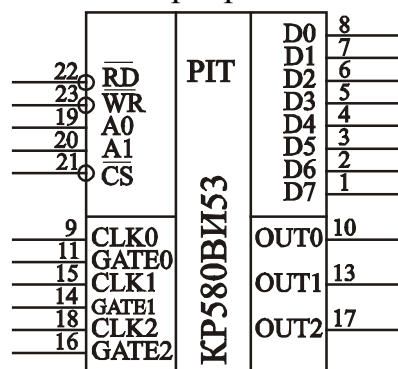 PIT
КР580ВИ53
22 RD
23 WR
19 A0
20 A1
21 CS
9 CLK0
11 GATE0
15 CLK1
14 GATE1
18 CLK2
16 GATE2
D0 8
D1 7
D2 6
D3 5
D4 4
D5 3
D6 2
D7 1
OUT0 10
OUT1 13
OUT2 17